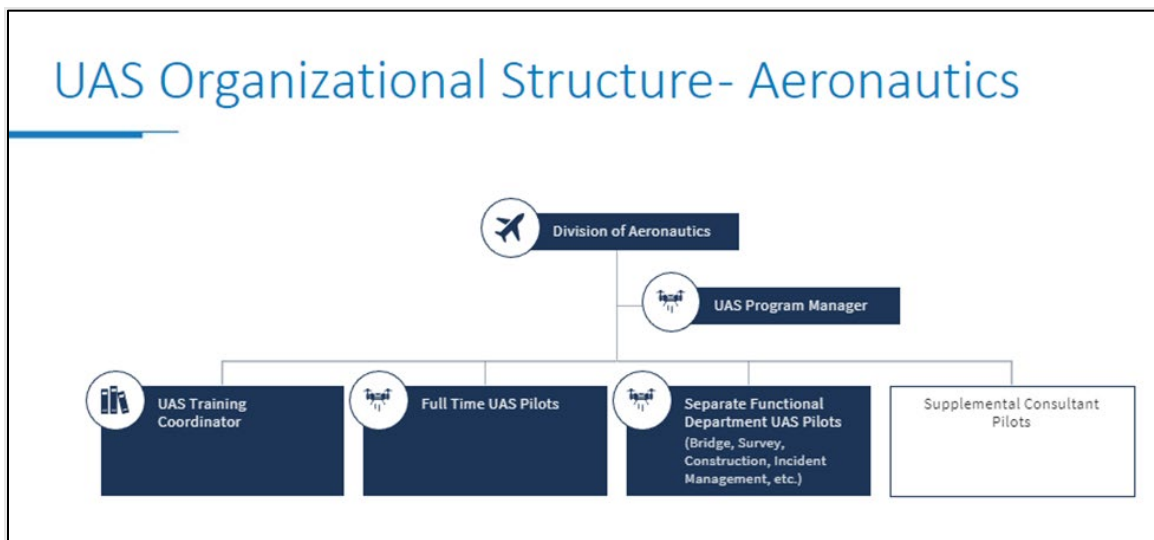 UAS Organizational Structure- Aeronautics
Division of Aeronautics
UAS Program Manager
UAS Training
Coordinator
Full Time UAS Pilots
Separate Functional
Department UAS Pilots
(Bridge, Survey,
Construction, Incident
Management, etc.)
Supplemental Consultant
Pilots